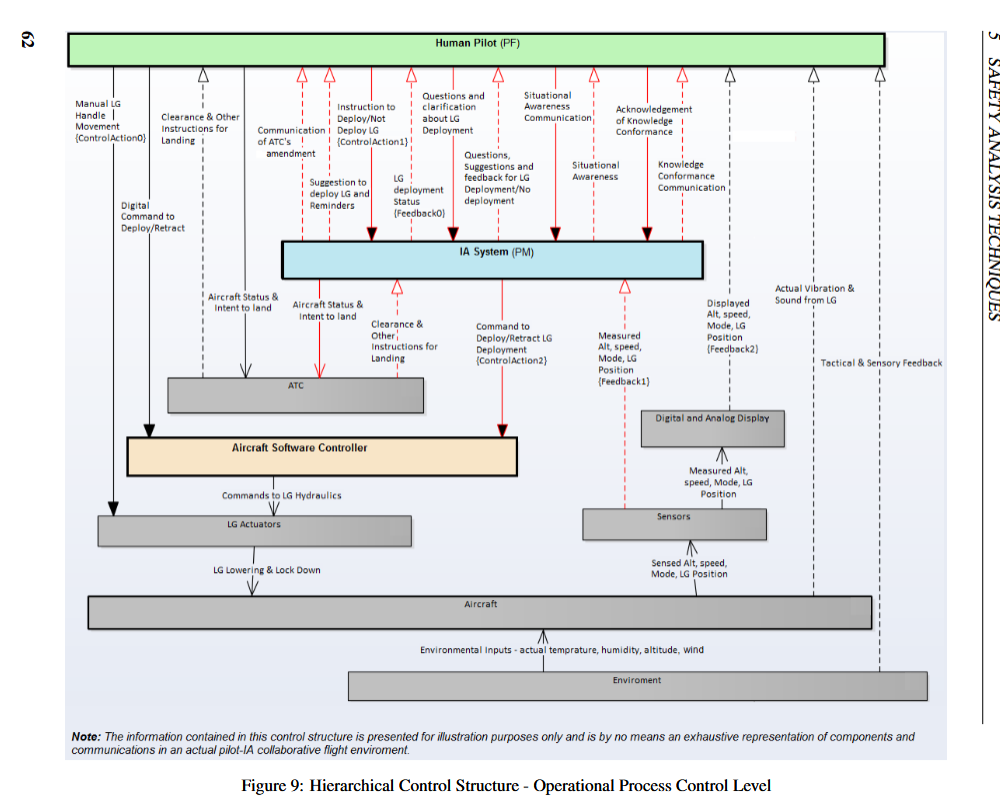 62
5 SAFETY ANALYSIS TECHNIQUES
Human Pilot (PF)
Manual LG
Handle
Movement
{ControlAction0}
Digital
Command to
Deploy/Retract
Clearance & Other
Instructions for
Landing
Aircraft Status &
Intent to land
Communication
of ATC's
amendment
Suggestion to
deploy LG and
Reminders
Instruction to
Deploy/Not
Deploy LG
{ControlAction1}
LG
deployment
Status
{Feedback0}
Questions and
clarification
about LG
Deployment
Questions,
Suggestions and
feedback for LG
Deployment/No
deployment
Situational
Awareness
Communication
Situational
Awareness
Acknowledgement
of Knowledge
Conformance
Knowledge
Conformance
Communication
IA System (PM)
Aircraft Status &
Intent to land
Clearance &
Other
Instructions for
Landing
Command to
Deploy/Retract LG
Deployment
{ControlAction2}
Measured
Alt, speed,
Mode, LG
Position
{Feedback1}
Displayed
Alt, speed,
Mode, LG
Position
{Feedback2}
Actual Vibration &
Sound from LG
Tactical & Sensory Feedback
ATC
Digital and Analog Display
Aircraft Software Controller
Measured Alt,
speed, Mode, LG
Position
Commands to LG Hydraulics
LG Actuators
Sensors
LG Lowering & Lock Down
Sensed Alt, speed,
Mode, LG Position
Aircraft
Environmental Inputs - actual temprature, humidity, altitude, wind
Enviroment
Note: The information contained in this control structure is presented for illustration purposes only and is by no means an exhaustive representation of components and
communications in an actual pilot-IA collaborative flight enviroment.
Figure 9: Hierarchical Control Structure - Operational Process Control Level